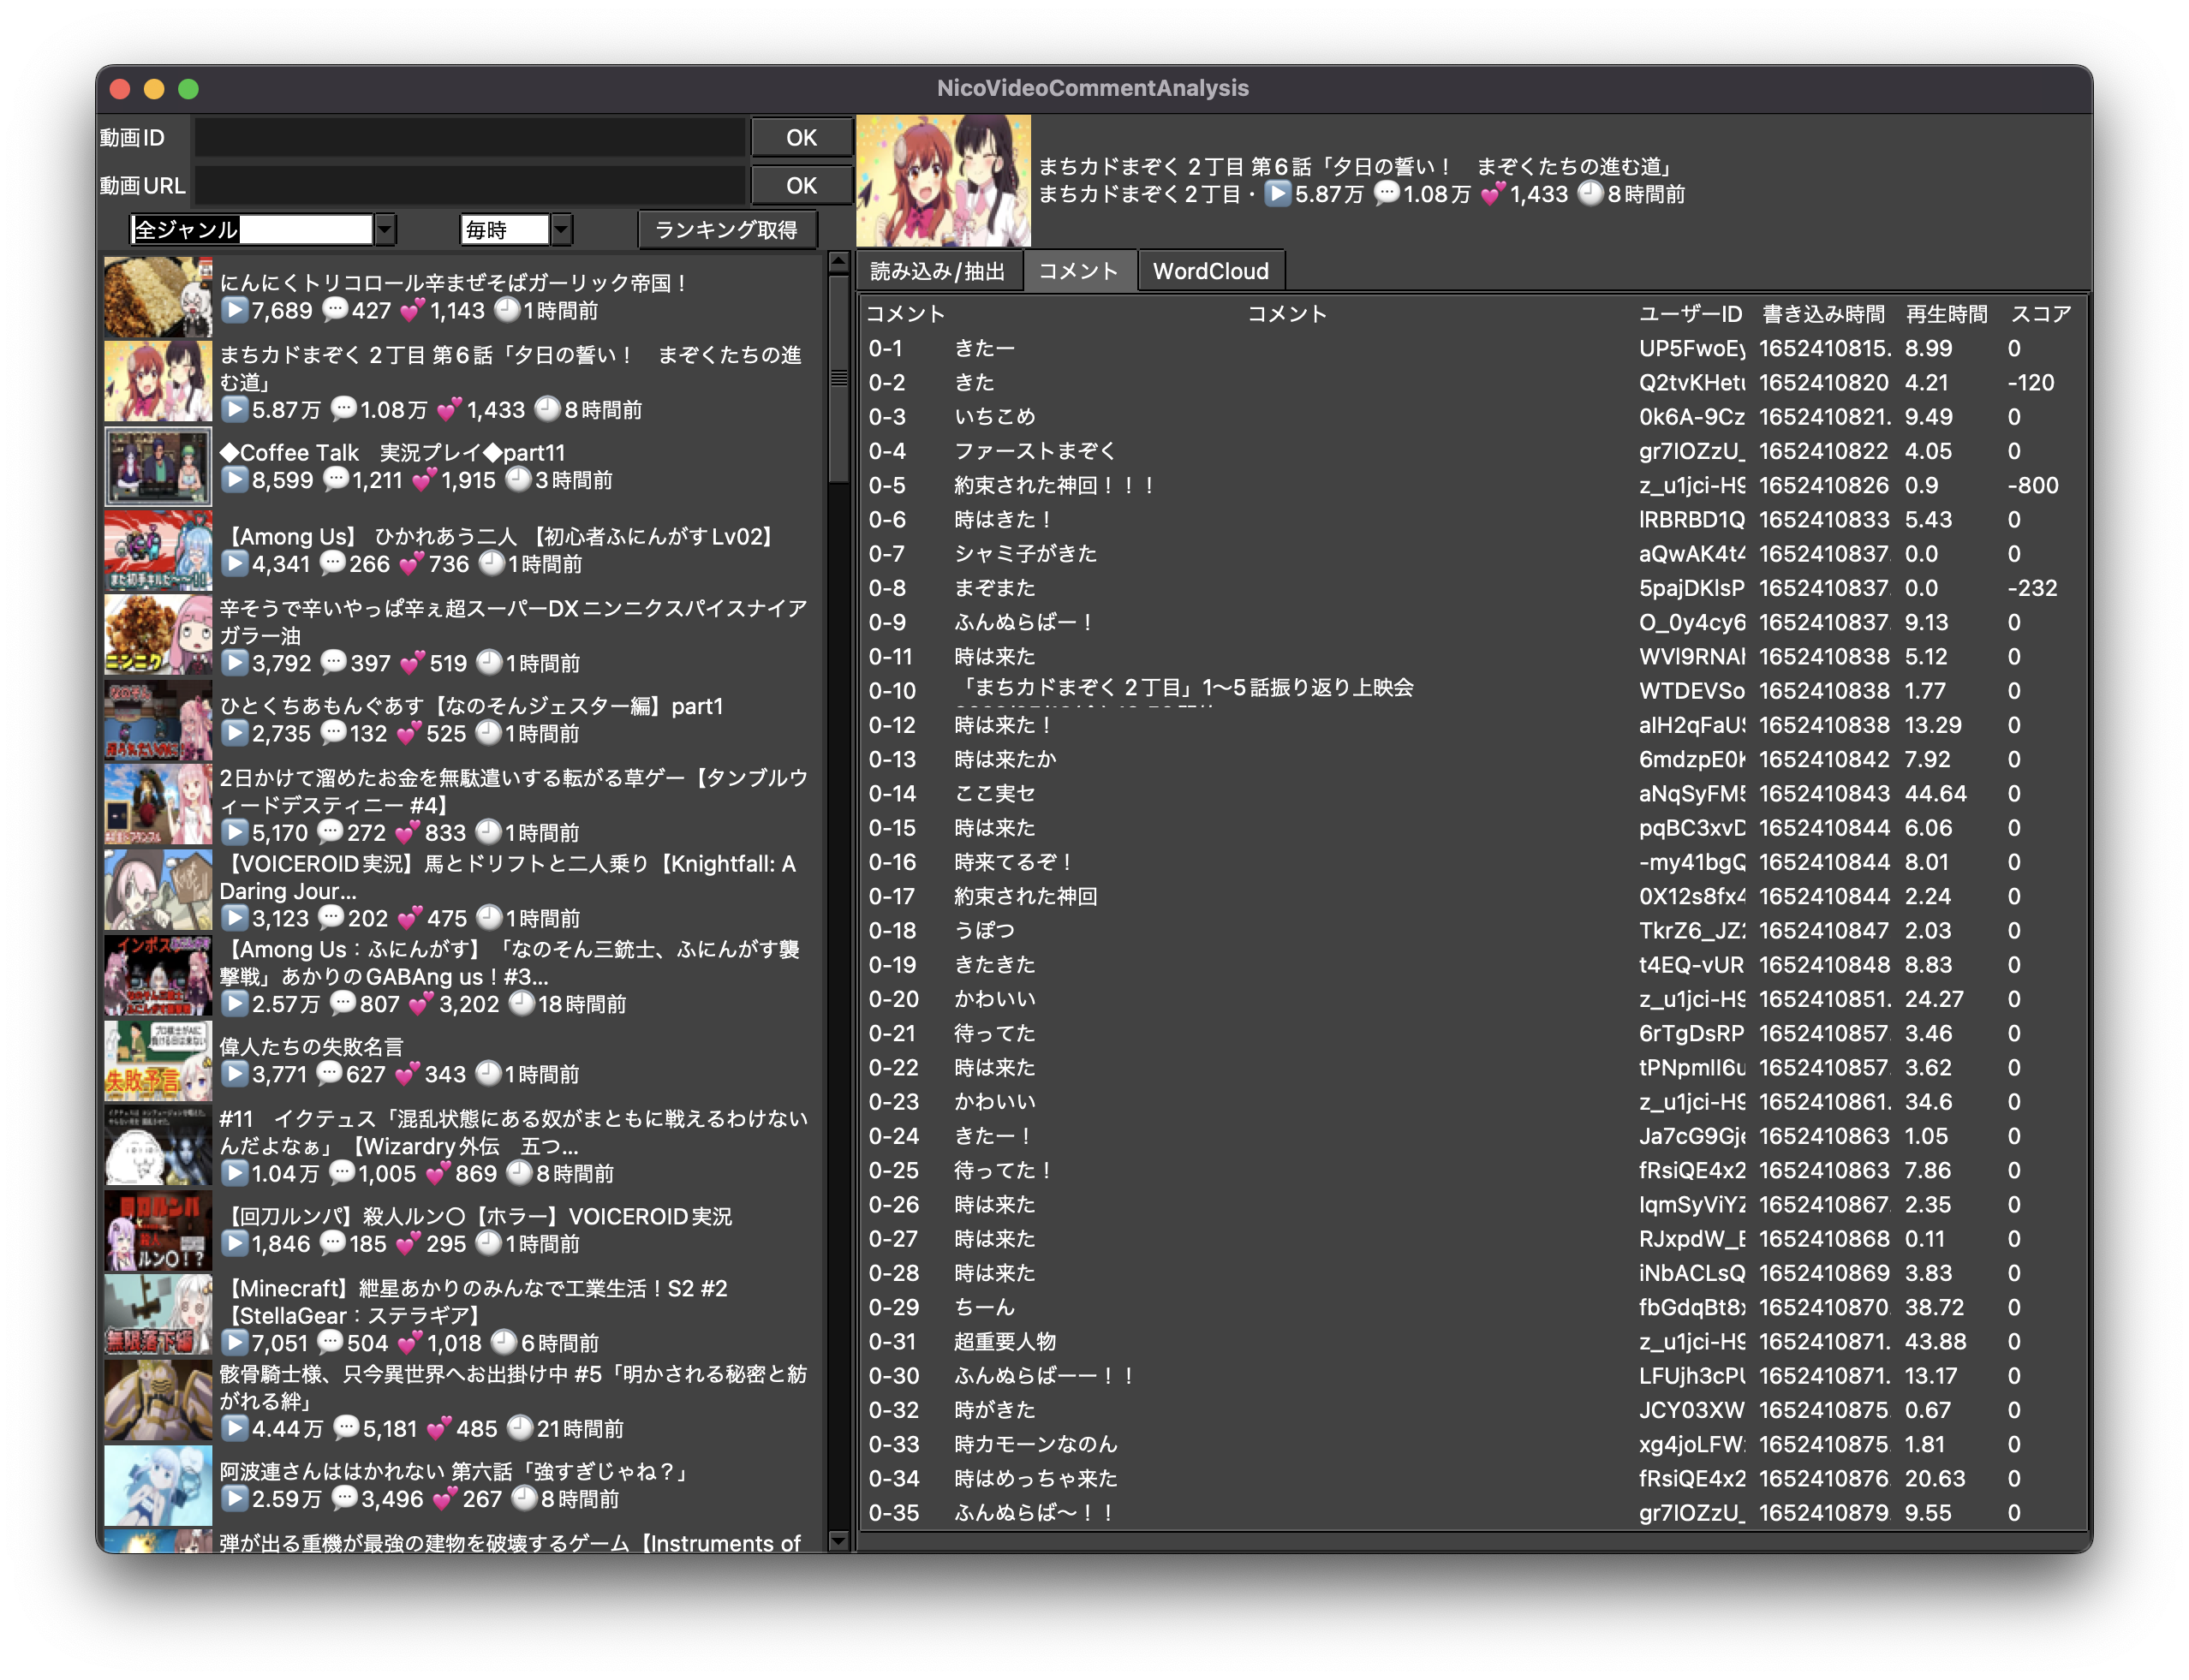 NicoVideoCommentAnalysis
動画ID
OK
動画URL
OK
全ジャンル
毎時
ランキング取得
にんにくトリコロール辛まぜそばガーリック帝国！
7,689 427 1,143 1時間前
まちカドまぞく２丁目 第６話「夕日の誓い！　まぞくたちの進
む道」
5.87万 1.08万 1,433 8時間前
◆Coffee Talk　実況プレイ◆part11
8,599 1,211 1,915 3時間前
【Among Us】 ひかれあう二人 【初心者ふにんがすLv02】
4,341 266 736 1時間前
辛そうで辛いやっぱ辛ぇ超スーパーDXニンニクスパイスナイア
ガラー油
3,792 397 519 1時間前
ひとくちあもんぐあす【なのそんジェスター編】part1
2,735 132 525 1時間前
2日かけて溜めたお金を無駄遣いする転がる草ゲー【タンブルウ
ィードデスティニー #4】
5,170 272 833 1時間前
【VOICEROID実況】馬とドリフトと二人乗り【Knightfall: A
Daring Jour...
3,123 202 475 1時間前
【Among Us：ふにんがす】「なのそん三銃士、ふにんがす襲
撃戦」あかりのGABAng us！#3...
2.57万 807 3,202 18時間前
偉人たちの失敗名言
3,771 627 343 1時間前
#11　イクテュス「混乱状態にある奴がまともに戦えるわけない
んだよなぁ」【Wizardry外伝　五つ...
1.04万 1,005 869 8時間前
【回刀ルンパ】殺人ルン〇【ホラー】VOICEROID実況
1,846 185 295 1時間前
【Minecraft】紲星あかりのみんなで工業生活！S2 #2
【StellaGear：ステラギア】
7,051 504 1,018 6時間前
骸骨騎士様、只今異世界へお出掛け中 #5「明かされる秘密と紡
がれる絆」
4.44万 5,181 485 21時間前
阿波連さんははかれない 第六話「強すぎじゃね？」
2.59万 3,496 267 8時間前
弾が出る重機が最強の建物を破壊するゲーム【Instruments of
まちカドまぞく２丁目 第６話「夕日の誓い！　まぞくたちの進む道」
まちカドまぞく２丁目・5.87万 1.08万 1,433 8時間前
読み込み/抽出 コメント WordCloud
コメント コメント ユーザーID 書き込み時間 再生時間 スコア
0-1 きたー UP5FwoEy 1652410815. 8.99 0
0-2 きた Q2tvKHetu 1652410820 4.21 -120
0-3 いちこめ 0k6A-9Cz 1652410821. 9.49 0
0-4 ファーストまぞく gr7IOZzU_ 1652410822 4.05 0
0-5 約束された神回！！！ z_u1jci-H9 1652410826 0.9 -800
0-6 時はきた！ lRBRBD1Q 1652410833 5.43 0
0-7 シャミ子がきた aQwAK4t4 1652410837. 0.0 0
0-8 まぞまた 5pajDKlsP 1652410837. 0.0 -232
0-9 ふんぬらばー！ O_0y4cy6 1652410837. 9.13 0
0-11 時は来た WVl9RNAh 1652410838 5.12 0
0-10 「まちカドまぞく２丁目」1～5話振り返り上映会 WTDEVSo 1652410838 1.77 0
0-12 時は来た！ alH2qFaUS 1652410838 13.29 0
0-13 時は来たか 6mdzpE0H 1652410842 7.92 0
0-14 ここ実セ aNqSyFM5 1652410843 44.64 0
0-15 時は来た pqBC3xvD 1652410844 6.06 0
0-16 時来てるぞ！ -my41bgQ 1652410844 8.01 0
0-17 約束された神回 0X12s8fx4 1652410844 2.24 0
0-18 うぽつ TkrZ6_JZ 1652410847 2.03 0
0-19 きたきた t4EQ-vUR 1652410848 8.83 0
0-20 かわいい z_u1jci-H9 1652410851. 24.27 0
0-21 待ってた 6rTgDsRP 1652410857. 3.46 0
0-22 時は来た tPNpmlI6u 1652410857. 3.62 0
0-23 かわいい z_u1jci-H9 1652410861. 34.6 0
0-24 きたー！ Ja7cG9Gje 1652410863 1.05 0
0-25 待ってた！ fRsiQE4x2 1652410863 7.86 0
0-26 時は来た IqmSyViYZ 1652410867. 2.35 0
0-27 時は来た RJxpdW_E 1652410868 0.11 0
0-28 時は来た iNbACLsQ 1652410869 3.83 0
0-29 ちーん fbGdqBt8x 1652410870. 38.72 0
0-31 超重要人物 z_u1jci-H9 1652410871. 43.88 0
0-30 ふんぬらばーー！！ LFUjh3cPU 1652410871. 13.17 0
0-32 時がきた JCY03XW 1652410875. 0.67 0
0-33 時カモーンなのん xg4joLFW 1652410875. 1.81 0
0-34 時はめっちゃ来た fRsiQE4x2 1652410876. 20.63 0
0-35 ふんぬらば～！！ gr7IOZzU_ 1652410879. 9.55 0